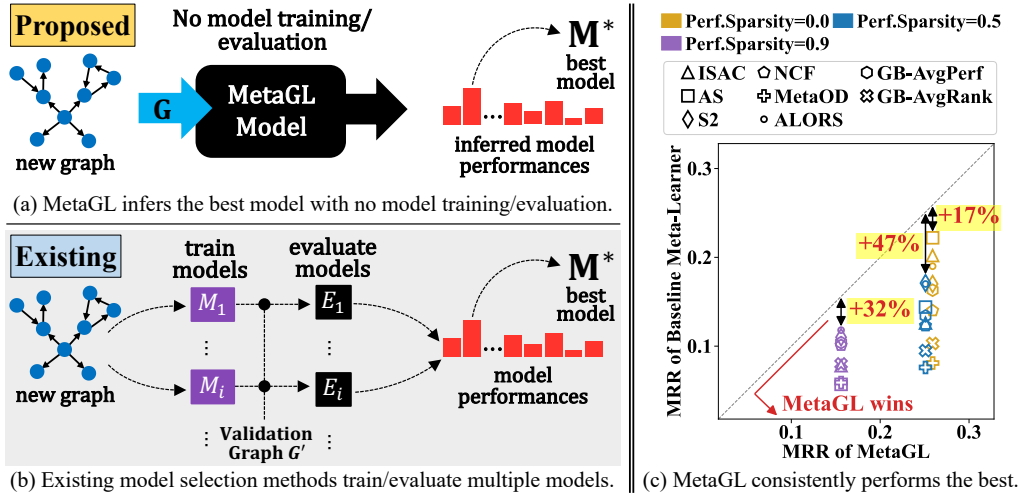 Proposed
No model training/
evaluation
new graph
G
MetaGL
Model
M*
best
model
...
inferred model
performances
(a) MetaGL infers the best model with no model training/evaluation.
Existing
train
models
evaluate
models
new graph
M1
E1
⋮
⋮
Mi
Ei
⋮
Validation
Graph G′
⋮
M*
best
model
...
model
performances
(b) Existing model selection methods train/evaluate multiple models.
Perf.Sparsity=0.0
Perf.Sparsity=0.5
Perf.Sparsity=0.9
ISAC
NCF
GB-AvgPerf
AS
MetaOD
GB-AvgRank
S2
ALORS
MRR of Baseline Meta-Learner
0.3
0.2
0.1
+17%
+47%
+32%
MetaGL wins
0.1
0.2
0.3
MRR of MetaGL
(c) MetaGL consistently performs the best.